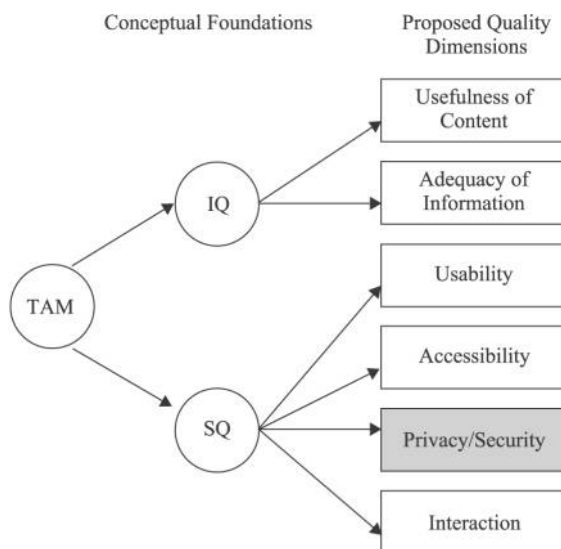 Conceptual Foundations
Proposed Quality
Dimensions
Usefulness of
Content
IQ
Adequacy of
Information
TAM
Usability
Accessibility
SQ
Privacy/Security
Interaction